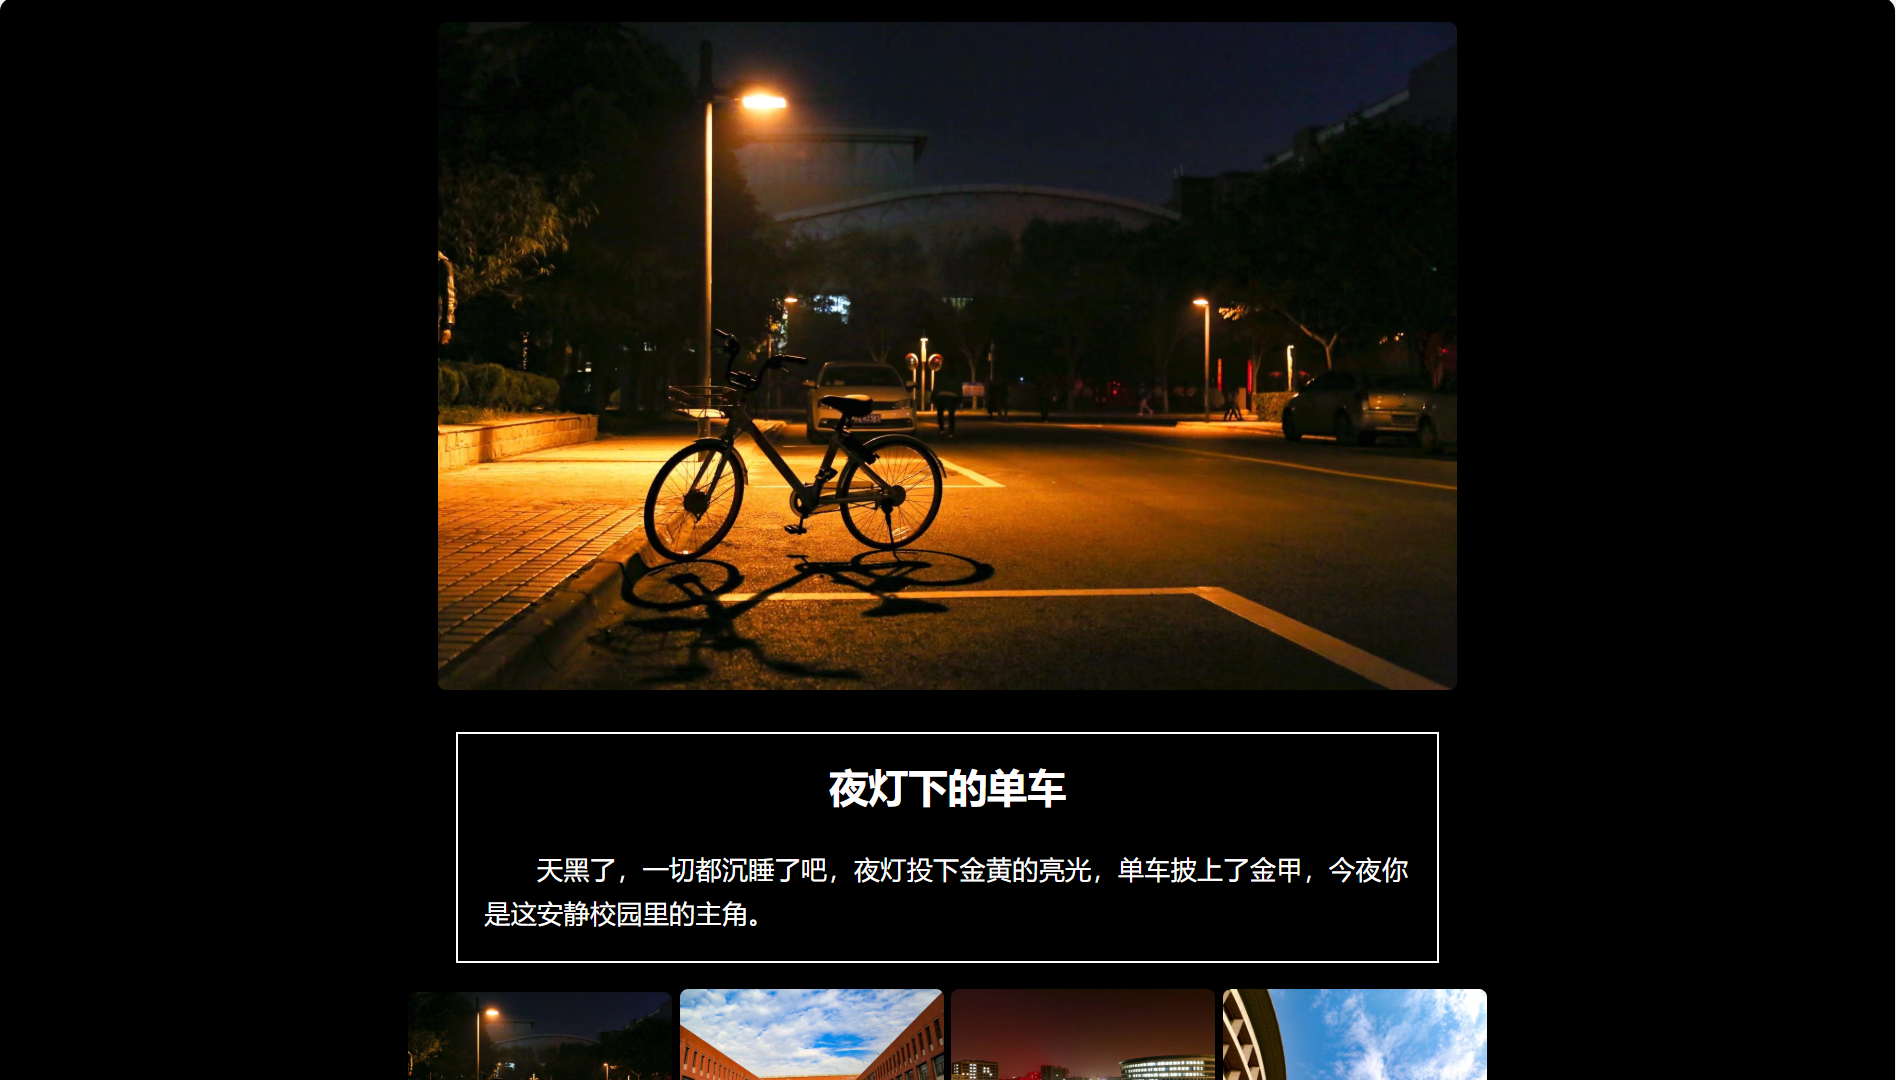 夜灯下的单车
天黑了，一切都沉睡了吧，夜灯投下金黄的亮光，单车披上了金甲，今夜你
是这安静校园里的主角。